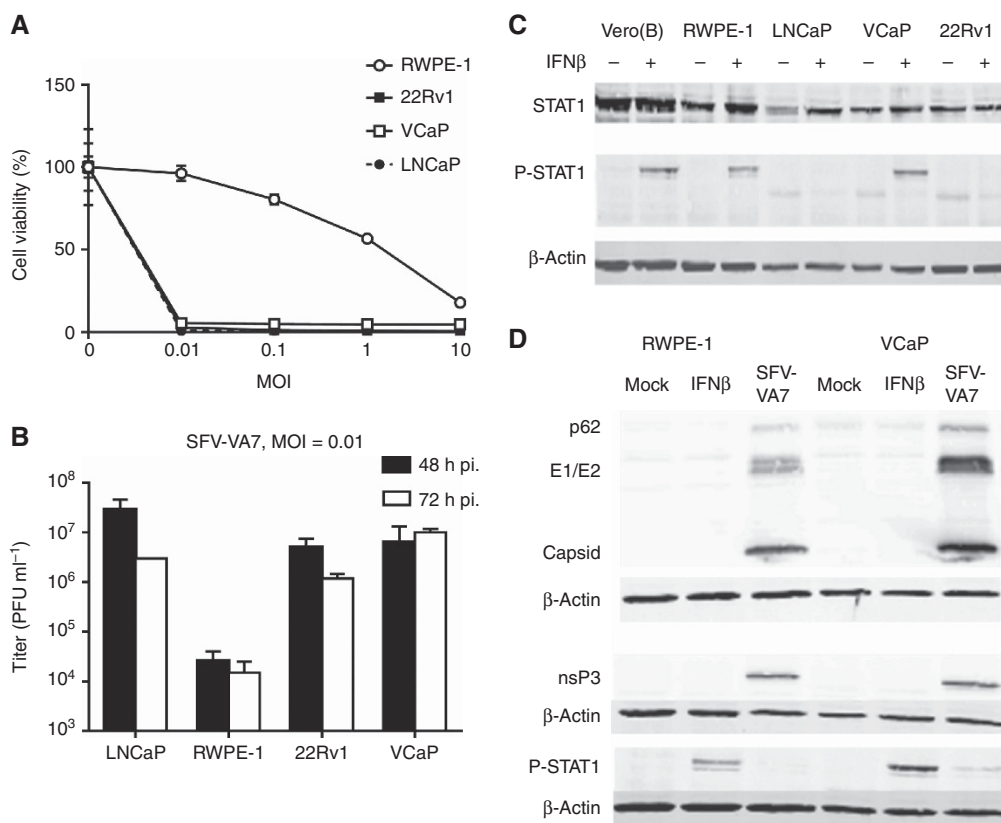 A
Cell viability (%)
150
100
50
0
0 0.01 0.1 1 10
MOI
RWPE-1
22Rv1
VCaP
LNCaP
B
SFV-VA7, MOI = 0.01
48 h pi.
72 h pi.
Titer (PFU ml⁻¹)
10⁸
10⁷
10⁶
10⁵
10⁴
10³
LNCaP RWPE-1 22Rv1 VCaP
C
Vero(B) RWPE-1 LNCaP VCaP 22Rv1
IFNβ − + − + − + − + − +
STAT1
P-STAT1
β-Actin
D
RWPE-1 VCaP
Mock IFNβ SFV-VA7 Mock IFNβ SFV-VA7
p62
E1/E2
Capsid
β-Actin
nsP3
β-Actin
P-STAT1
β-Actin